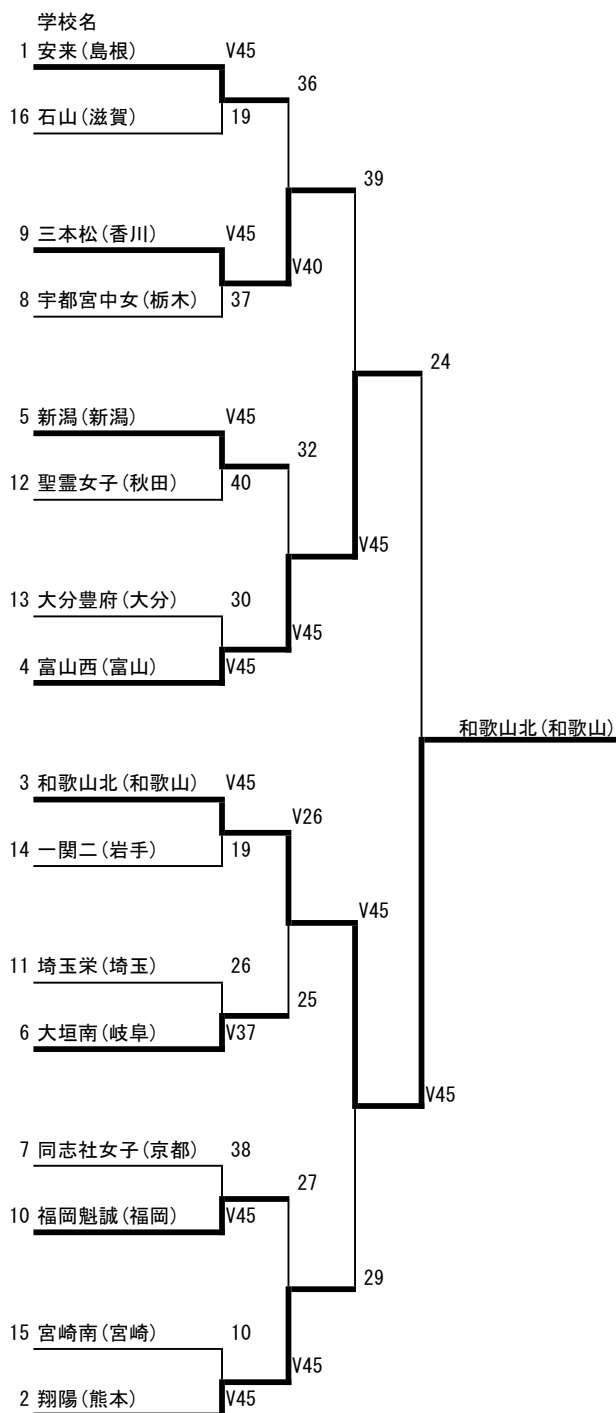 学校名
1 安来(島根) V45
36
16 石山(滋賀) 19
39
9 三本松(香川) V45
V40
8 宇都宮中女(栃木) 37
24
5 新潟(新潟) V45
32
12 聖霊女子(秋田) 40
V45
13 大分豊府(大分) 30
V45
4 富山西(富山) V45
和歌山北(和歌山)
3 和歌山北(和歌山) V45
V26
14 一関二(岩手) 19
V45
11 埼玉栄(埼玉) 26
25
6 大垣南(岐阜) V37
V45
7 同志社女子(京都) 38
27
10 福岡魁誠(福岡) V45
29
15 宮崎南(宮崎) 10
V45
2 翔陽(熊本) V45